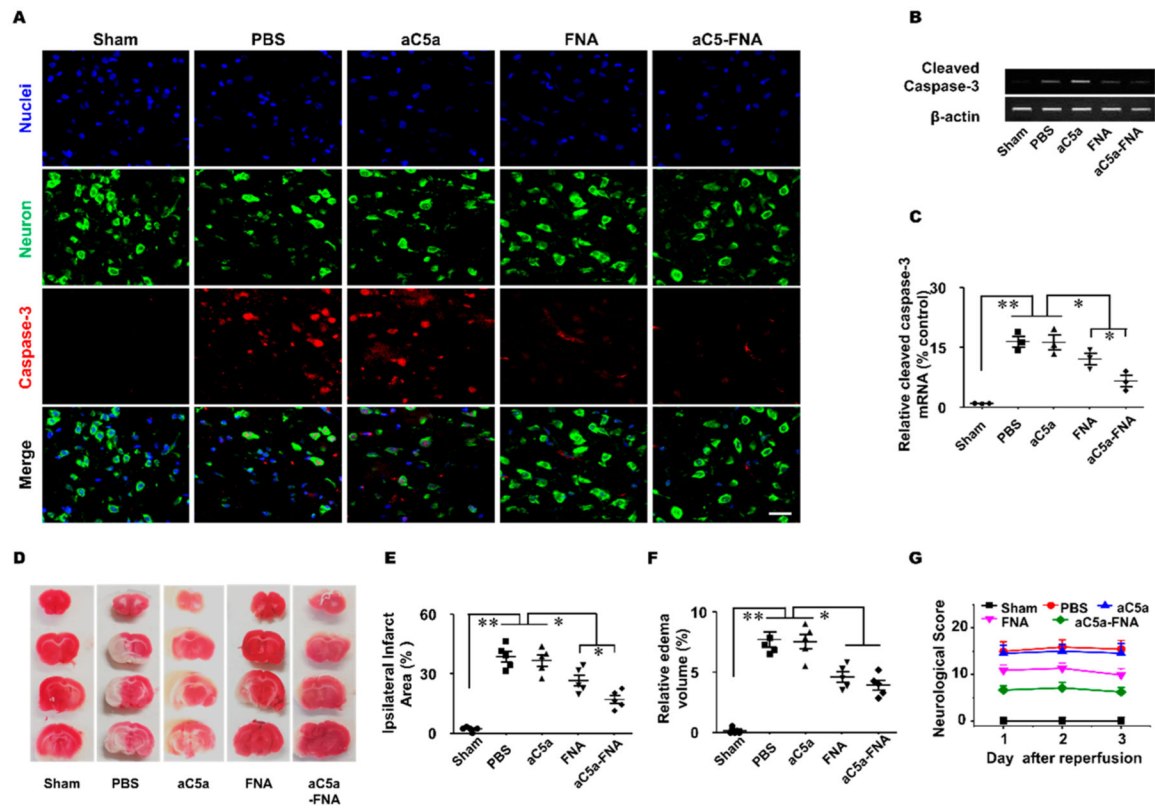 A
Sham PBS aC5a FNA aC5-FNA
Nuclei
Neuron
Caspase-3
Merge
B
Cleaved
Caspase-3
β-actin
Sham PBS aC5a FNA aC5a-FNA
C
Relative cleaved caspase-3
mRNA (% control)
30
15
0
** * *
Sham PBS aC5a FNA aC5a-FNA
D
Sham PBS aC5a FNA aC5a
-FNA
E
Ipsilateral Infarct
Area (% )
60
30
0
** * *
Sham PBS aC5a FNA aC5a-FNA
F
Relative edema
volume (%)
10
5
0
** *
Sham PBS aC5a FNA aC5a-FNA
G
Sham PBS aC5a
FNA aC5a-FNA
Neurological Score
20
10
0
1 2 3
Day after reperfusion